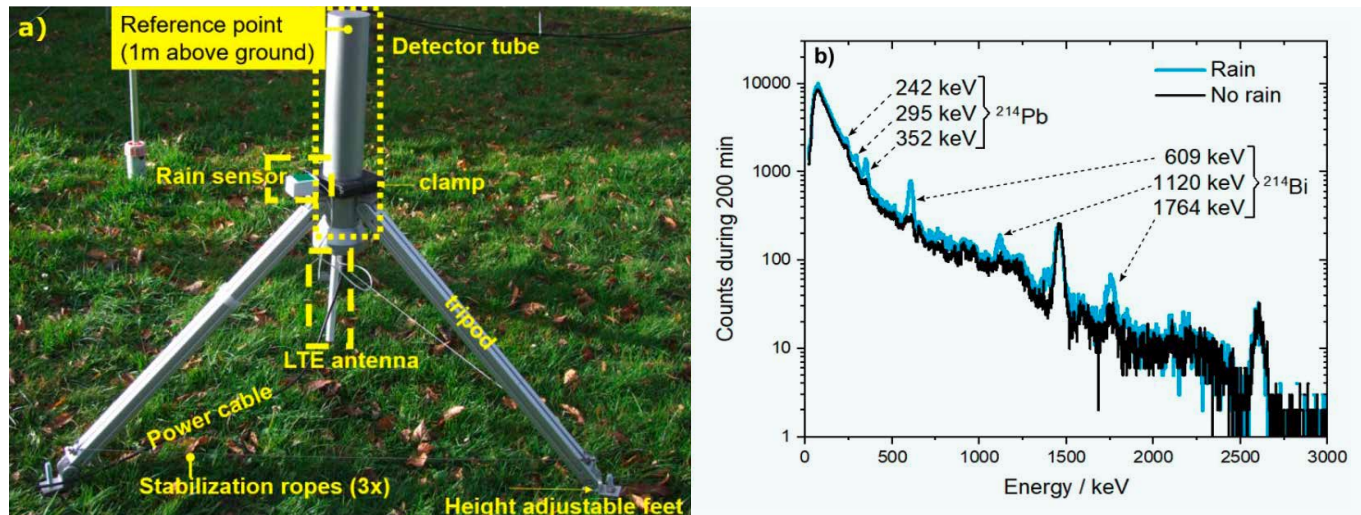 a)
Reference point
(1m above ground)
Detector tube
Rain sensor
clamp
tripod
LTE antenna
Power cable
Stabilization ropes (3x)
Height adjustable feet
b)
Rain
No rain
242 keV
295 keV
352 keV
²¹⁴Pb
609 keV
1120 keV
1764 keV
²¹⁴Bi
Counts during 200 min
10000
1000
100
10
1
0
500
1000
1500
2000
2500
3000
Energy / keV